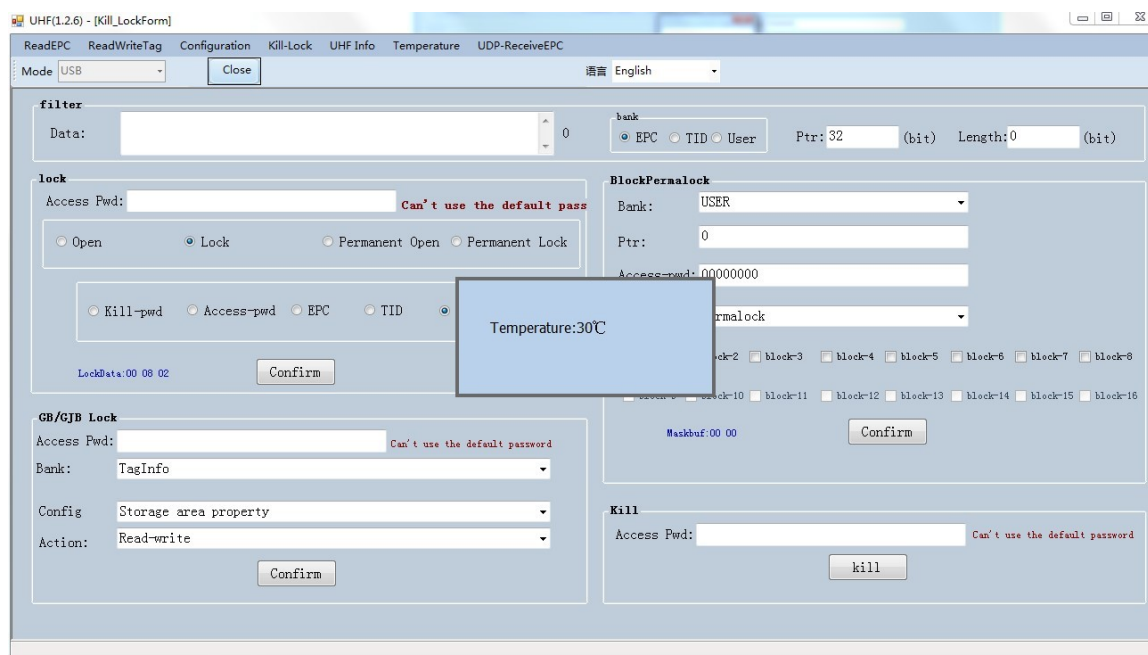 UHF(1.2.6) - [Kill_LockForm]
ReadEPC ReadWriteTag Configuration Kill-Lock UHF Info Temperature UDP-ReceiveEPC
Mode USB Close 语言 English
filter
Data: 0
bank
EPC TID User Ptr: 32 (bit) Length: 0 (bit)
lock
Access Pwd: Can't use the default pass
Open Lock Permanent Open Permanent Lock
Kill-pwd Access-pwd EPC TID
LockData:00 08 02 Confirm
BlockPermalock
Bank: USER
Ptr: 0
Access-pwd: 00000000
Temperature:30℃
block-3 block-4 block-5 block-6 block-7 block-8
block-10 block-11 block-12 block-13 block-14 block-15 block-16
Maskbuf:00 00 Confirm
GB/GJB Lock
Access Pwd: Can't use the default password
Bank: TagInfo
Config Storage area property
Action: Read-write
Confirm
Kill
Access Pwd: Can't use the default password
kill